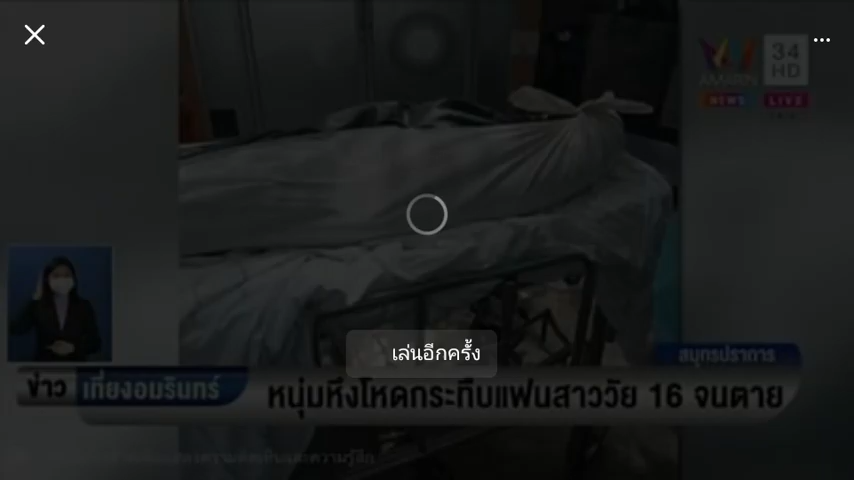 AMARIN
34
HD
NEWS
LIVE
เล่นอีกครั้ง
สมุทรปราการ
ข่าว เที่ยงอมรินทร์
หนุ่มหึงโหดกระทืบแฟนสาววัย 16 จนตาย